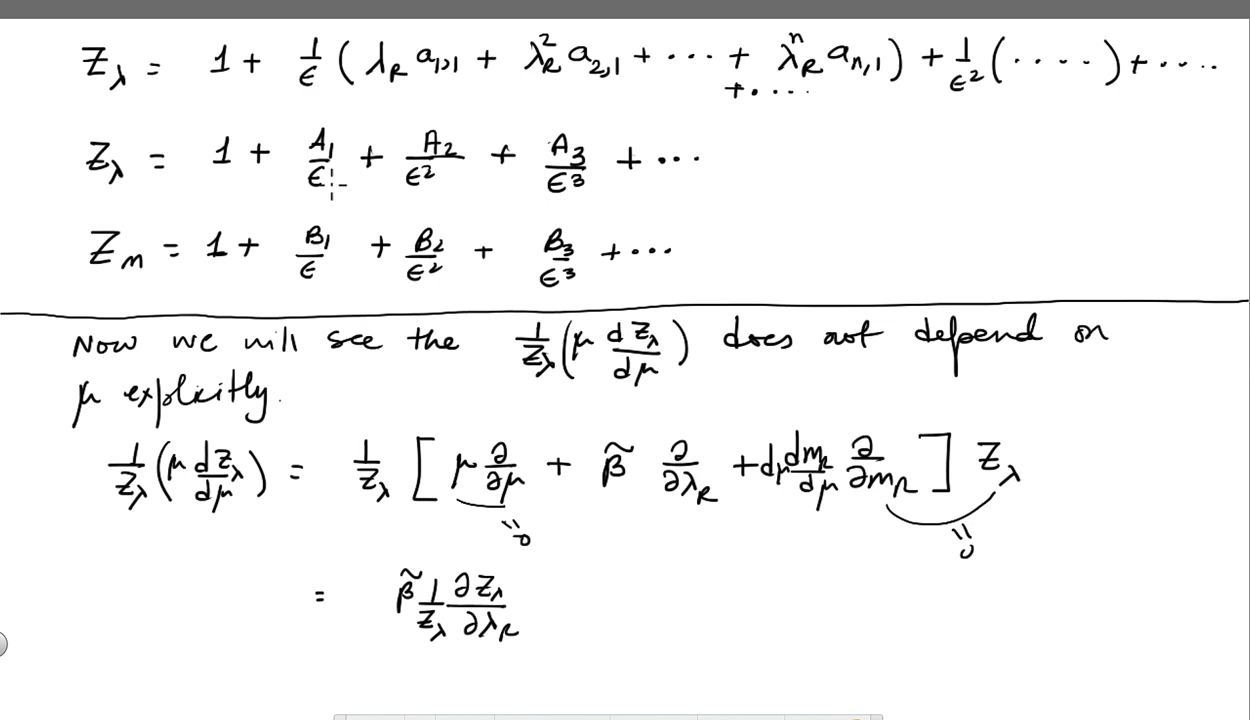 Z_λ = 1 + 1/ϵ ( λ_R a_{1,1} + λ_R^2 a_{2,1} + ··· + λ_R^n a_{n,1} ) + 1/ϵ^2 ( ···· ) + ····
+ ····
Z_λ = 1 + A_1/ϵ + A_2/ϵ^2 + A_3/ϵ^3 + ···
Z_m = 1 + B_1/ϵ + B_2/ϵ^2 + B_3/ϵ^3 + ···
Now we will see the 1/Z_λ ( μ dZ_λ/dμ ) does not depend on
μ explicitly.
1/Z_λ ( μ dZ_λ/dμ ) = 1/Z_λ [ μ ∂/∂μ + β̃ ∂/∂λ_R + dμ dm_R/dμ ∂/∂m_R ] Z_λ
=0 =0
= β̃ 1/Z_λ ∂Z_λ/∂λ_R